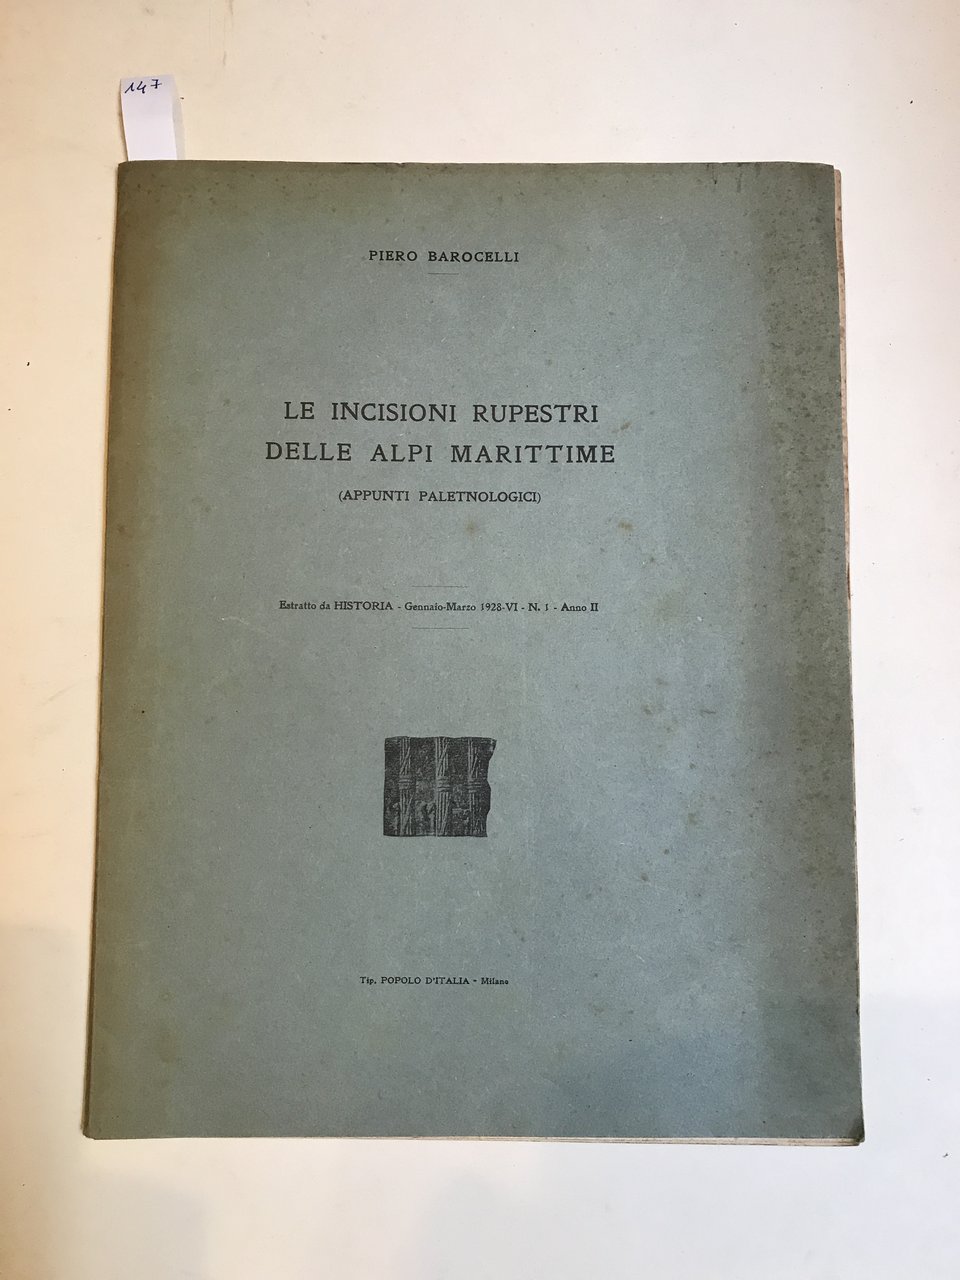 147
PIERO BAROCELLI
LE INCISIONI RUPESTRI
DELLE ALPI MARITTIME
(APPUNTI PALETNOLOGICI)
Estratto da HISTORIA - Gennaio-Marzo 1928-VI - N. 1 - Anno II
Tip. POPOLO D'ITALIA - Milano